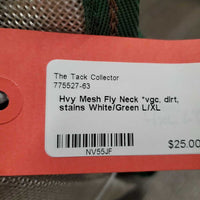 The Tack Collector
775527-63
Hvy Mesh Fly Neck *vgc, dirt,
stains White/Green L/XL
$25.00
NV55JF